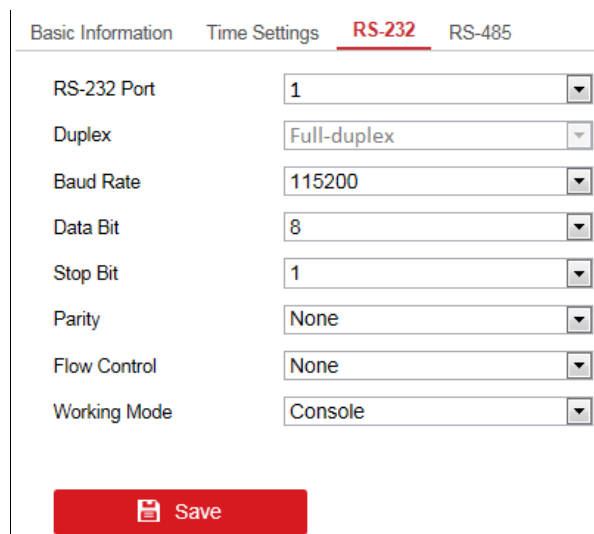 Basic Information Time Settings RS-232 RS-485
RS-232 Port 1
Duplex Full-duplex
Baud Rate 115200
Data Bit 8
Stop Bit 1
Parity None
Flow Control None
Working Mode Console
Save